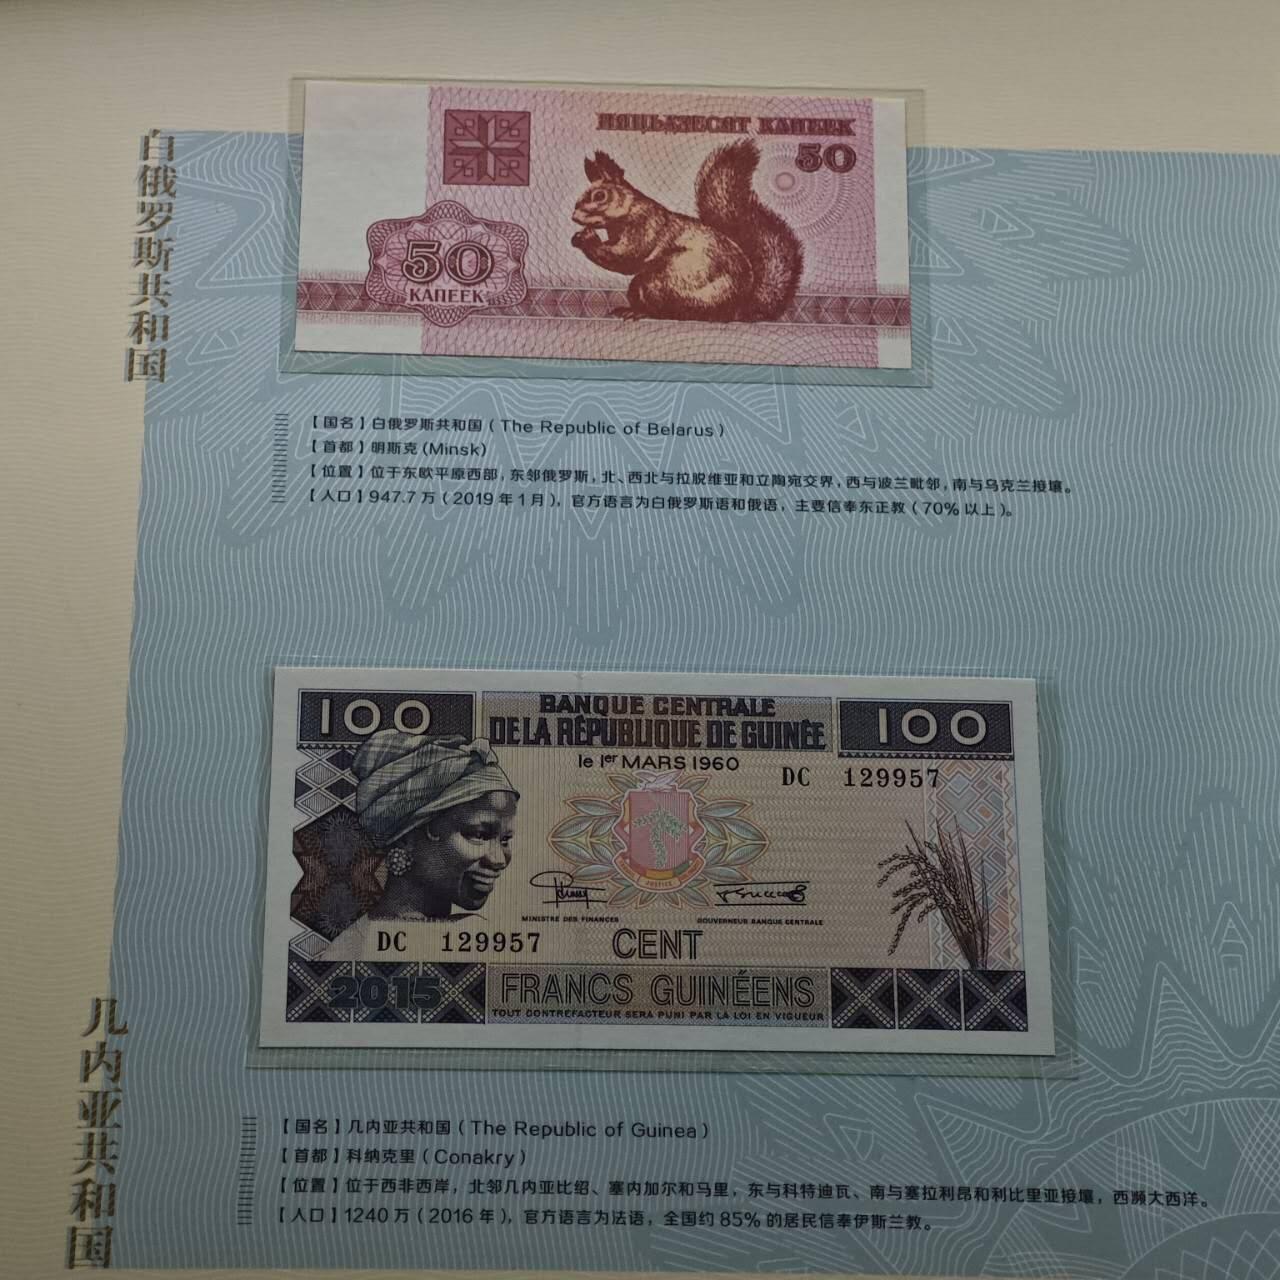 白俄罗斯共和国
ПЯЦЬДЗЕСЯТ КАПЕЕК
50
50
КАПЕЕК
【国名】白俄罗斯共和国(The Republic of Belarus)
【首都】明斯克(Minsk)
【位置】位于东欧平原西部,东邻俄罗斯,北、西北与拉脱维亚和立陶宛交界,西与波兰毗邻,南与乌克兰接壤。
【人口】947.7万(2019年1月),官方语言为白俄罗斯语和俄语,主要信奉东正教(70%以上)。
几内亚共和国
100
BANQUE CENTRALE
100
DE LA RÉPUBLIQUE DE GUINÉE
le 1er MARS 1960
DC 129957
JUSTICE
MINISTRE DES FINANCES
GOUVERNEUR BANQUE CENTRALE
DC 129957
CENT
2015
FRANCS GUINÉENS
TOUT CONTREFACTEUR SERA PUNI PAR LA LOI EN VIGUEUR
【国名】几内亚共和国(The Republic of Guinea)
【首都】科纳克里(Conakry)
【位置】位于西非西岸,北邻几内亚比绍、塞内加尔和马里,东与科特迪瓦、南与塞拉利昂和利比里亚接壤,西濒大西洋。
【人口】1240万(2016年),官方语言为法语,全国约85%的居民信奉伊斯兰教。